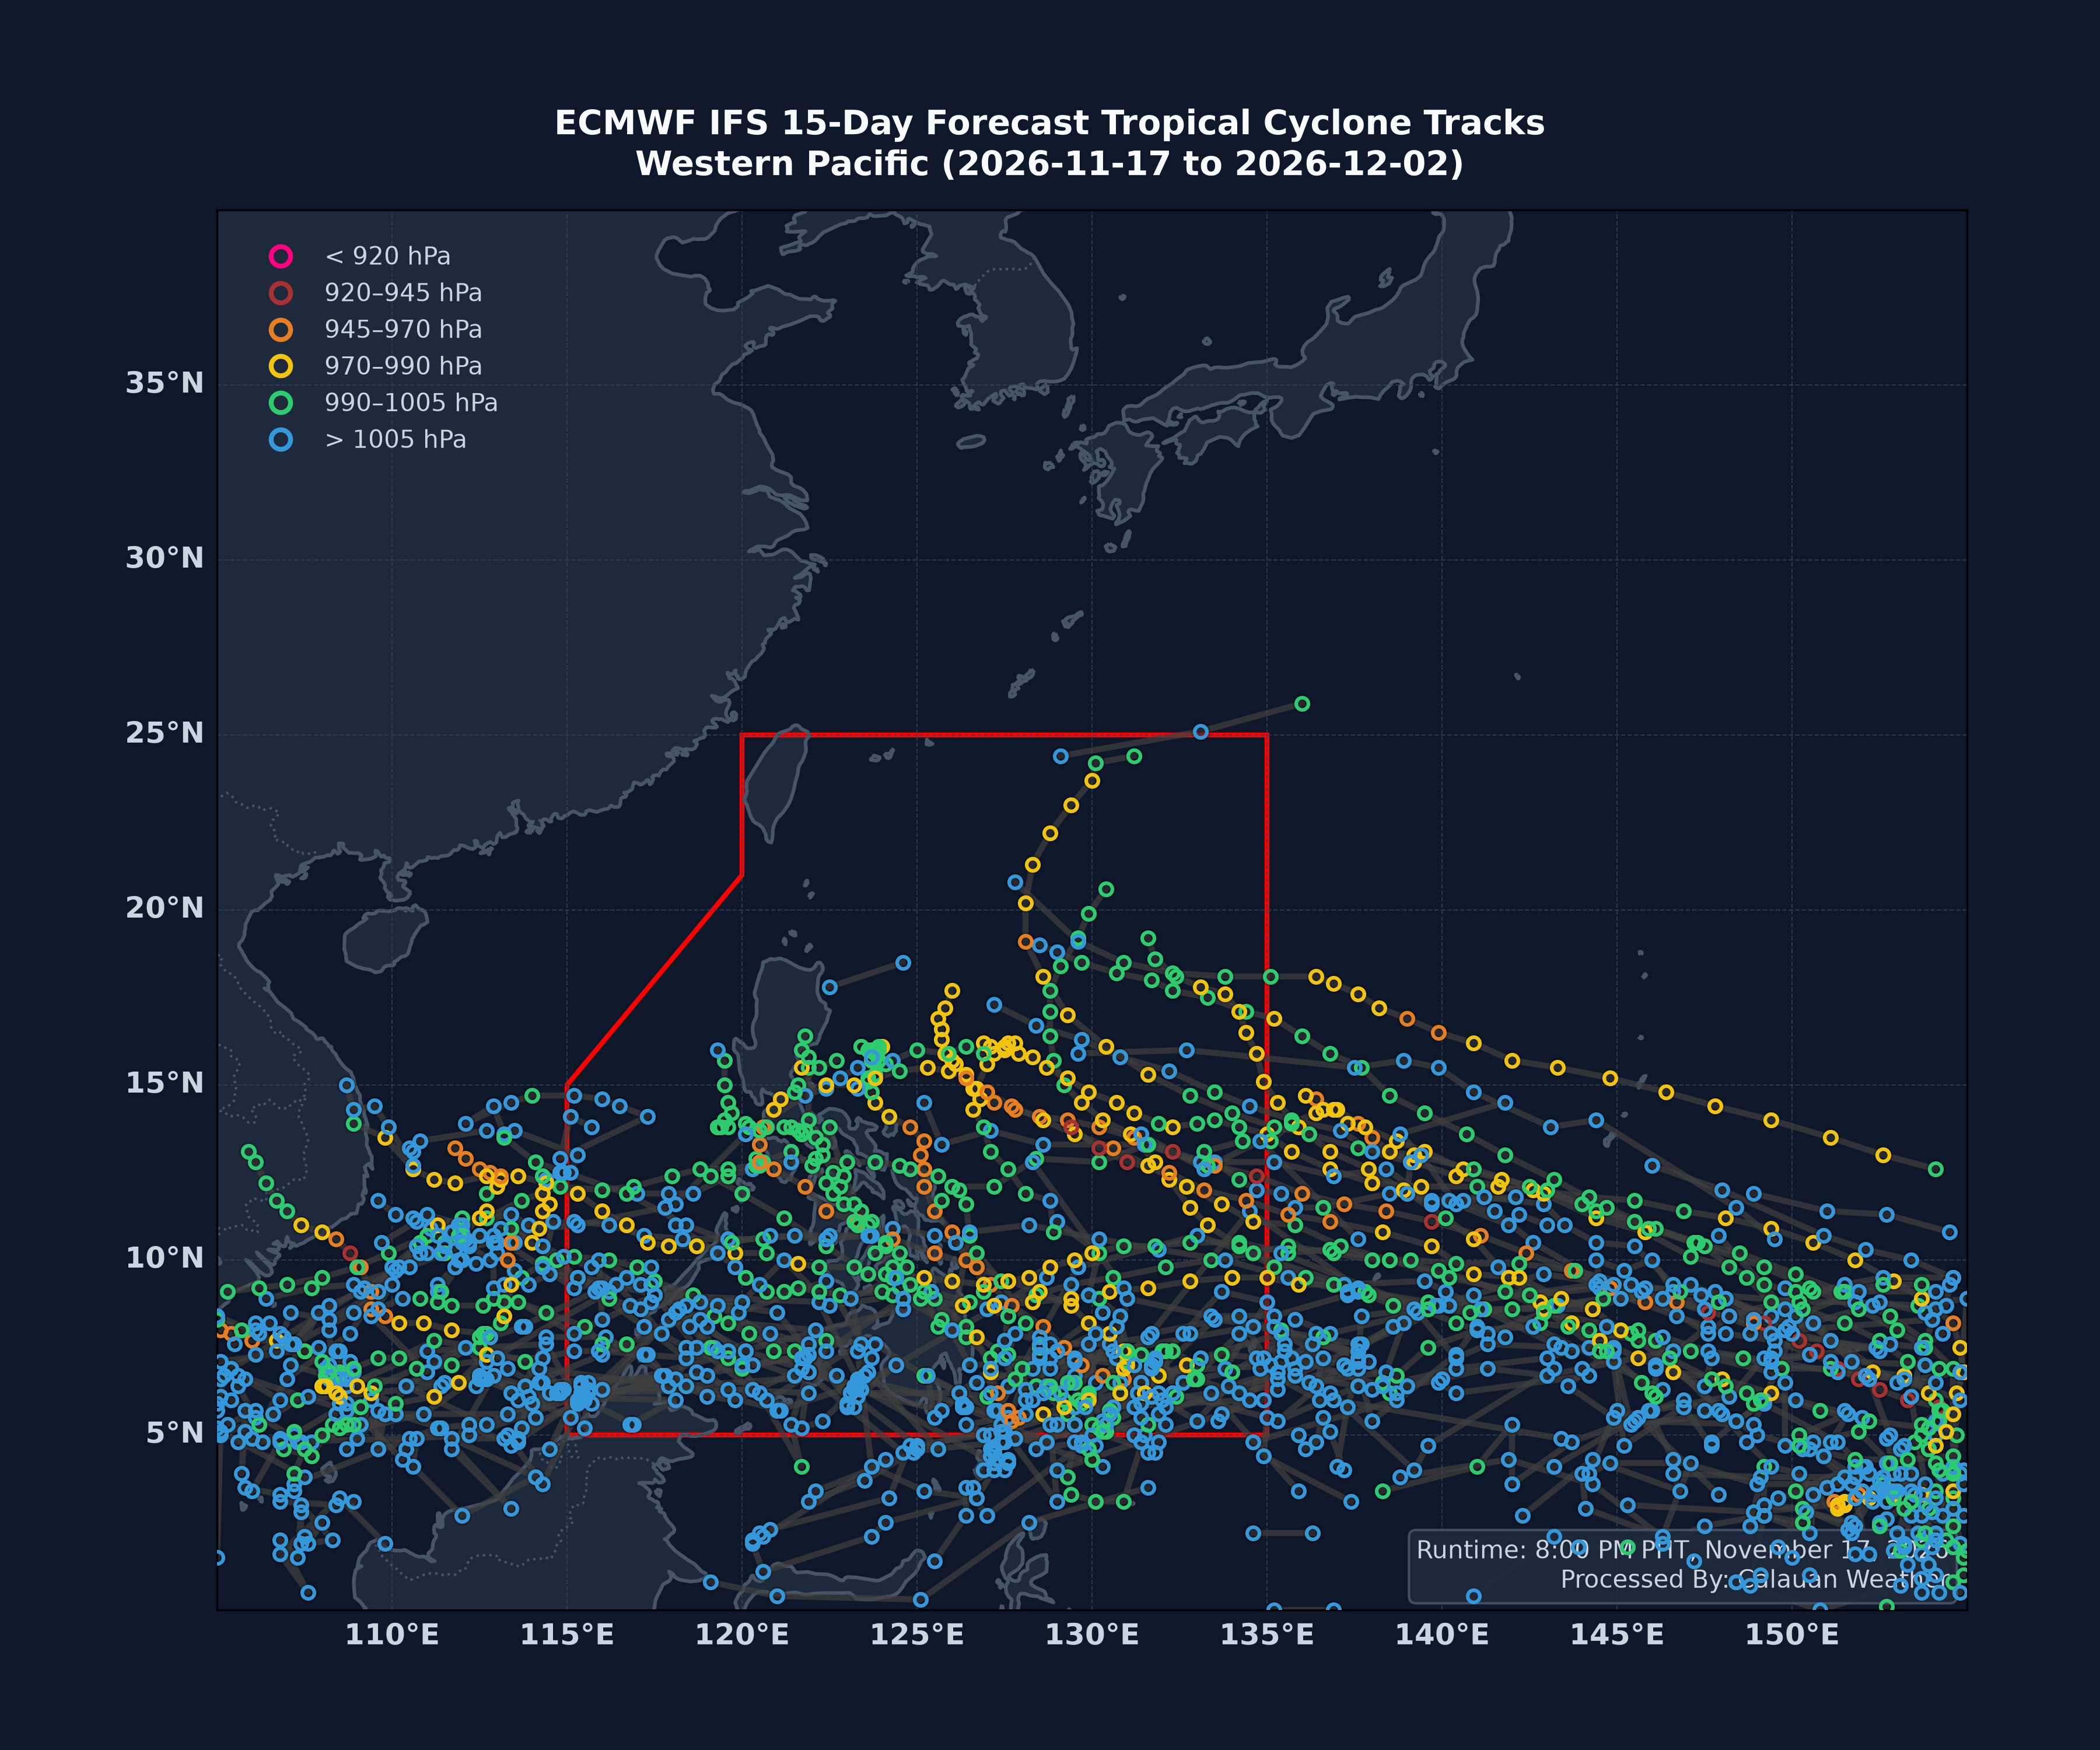 ECMWF IFS 15-Day Forecast Tropical Cyclone Tracks
Western Pacific (2026-11-17 to 2026-12-02)
< 920 hPa
920–945 hPa
945–970 hPa
970–990 hPa
990–1005 hPa
> 1005 hPa
35°N
30°N
25°N
20°N
15°N
10°N
5°N
Runtime: 8:00 PM PHT, November 17, 2026
Processed By: Calauan Weather
110°E 115°E 120°E 125°E 130°E 135°E 140°E 145°E 150°E